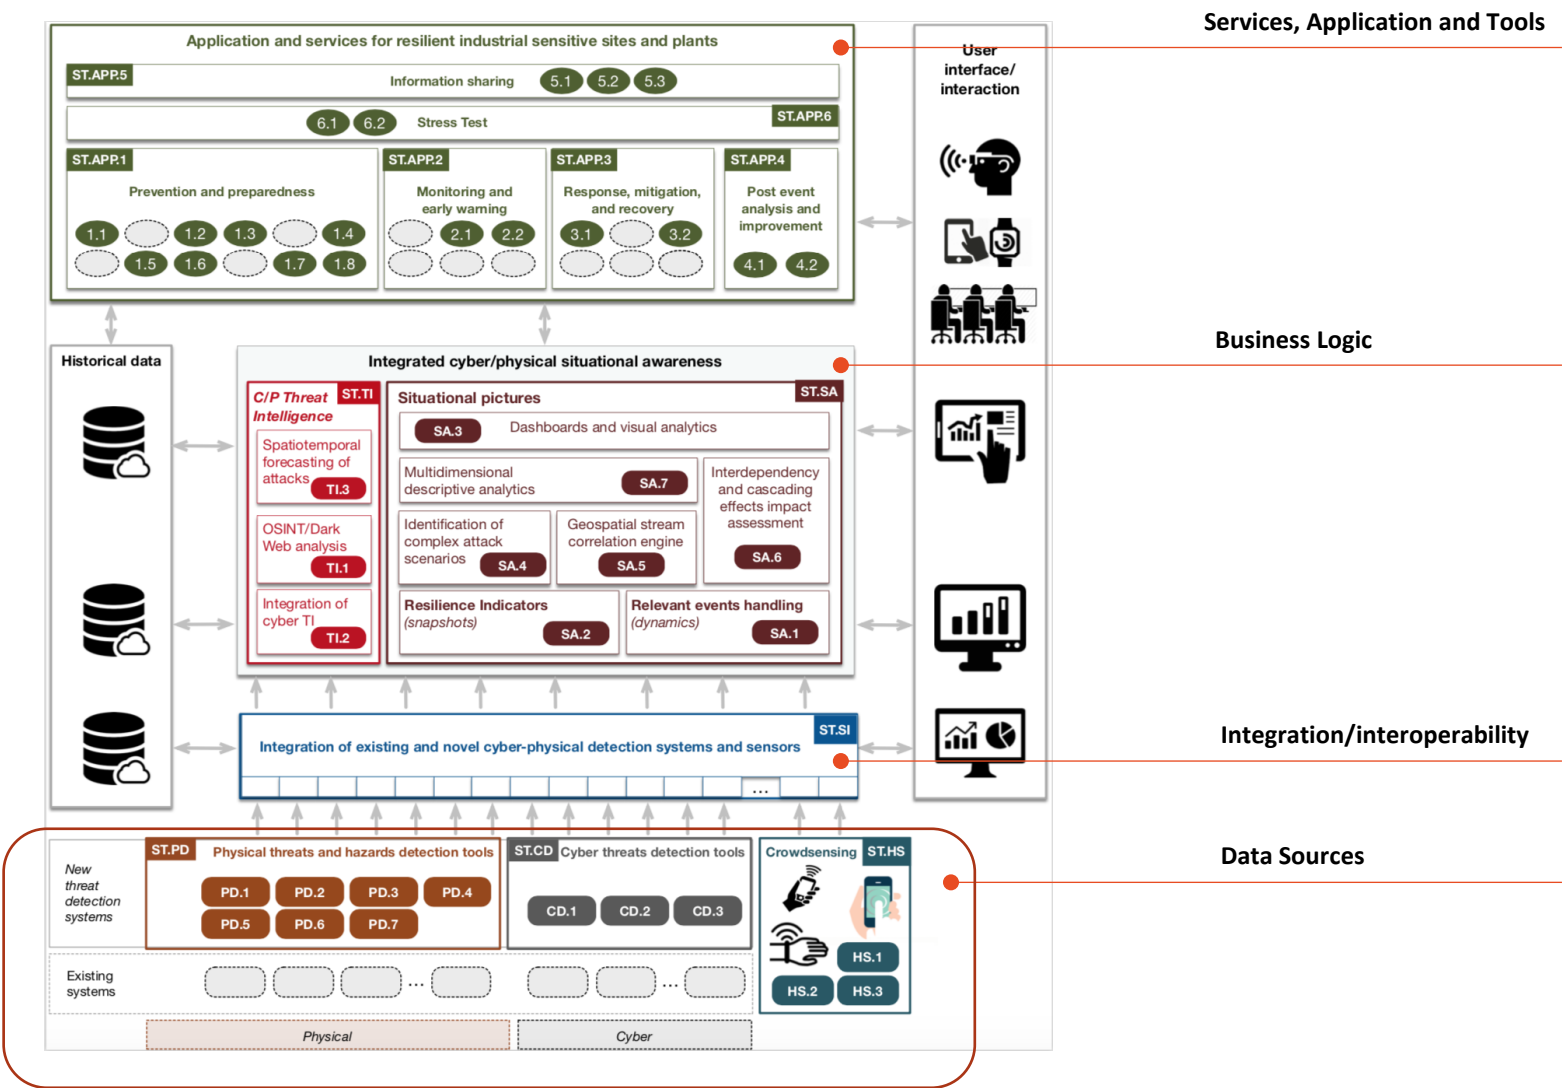 Services, Application and Tools
Application and services for resilient industrial sensitive sites and plants
ST.APP.5
Information sharing
5.1 5.2 5.3
6.1 6.2
Stress Test
ST.APP.6
ST.APP.1
Prevention and preparedness
1.1 1.2 1.3 1.4
1.5 1.6 1.7 1.8
ST.APP.2
Monitoring and
early warning
2.1 2.2
ST.APP.3
Response, mitigation,
and recovery
3.1 3.2
ST.APP.4
Post event
analysis and
improvement
4.1 4.2
User
interface/
interaction
Business Logic
Historical data
Integrated cyber/physical situational awareness
C/P Threat
Intelligence
ST.TI
Spatiotemporal
forecasting of
attacks
TI.3
OSINT/Dark
Web analysis
TI.1
Integration of
cyber TI
TI.2
Situational pictures
ST.SA
SA.3
Dashboards and visual analytics
Multidimensional
descriptive analytics
SA.7
Interdependency
and cascading
effects impact
assessment
SA.6
Identification of
complex attack
scenarios
SA.4
Geospatial stream
correlation engine
SA.5
Resilience Indicators
(snapshots)
SA.2
Relevant events handling
(dynamics)
SA.1
Integration/interoperability
ST.SI
Integration of existing and novel cyber-physical detection systems and sensors
...
Data Sources
New
threat
detection
systems
ST.PD
Physical threats and hazards detection tools
PD.1 PD.2 PD.3 PD.4
PD.5 PD.6 PD.7
ST.CD
Cyber threats detection tools
CD.1 CD.2 CD.3
Crowdsensing
ST.HS
HS.1
HS.2 HS.3
Existing
systems
...
...
Physical
Cyber